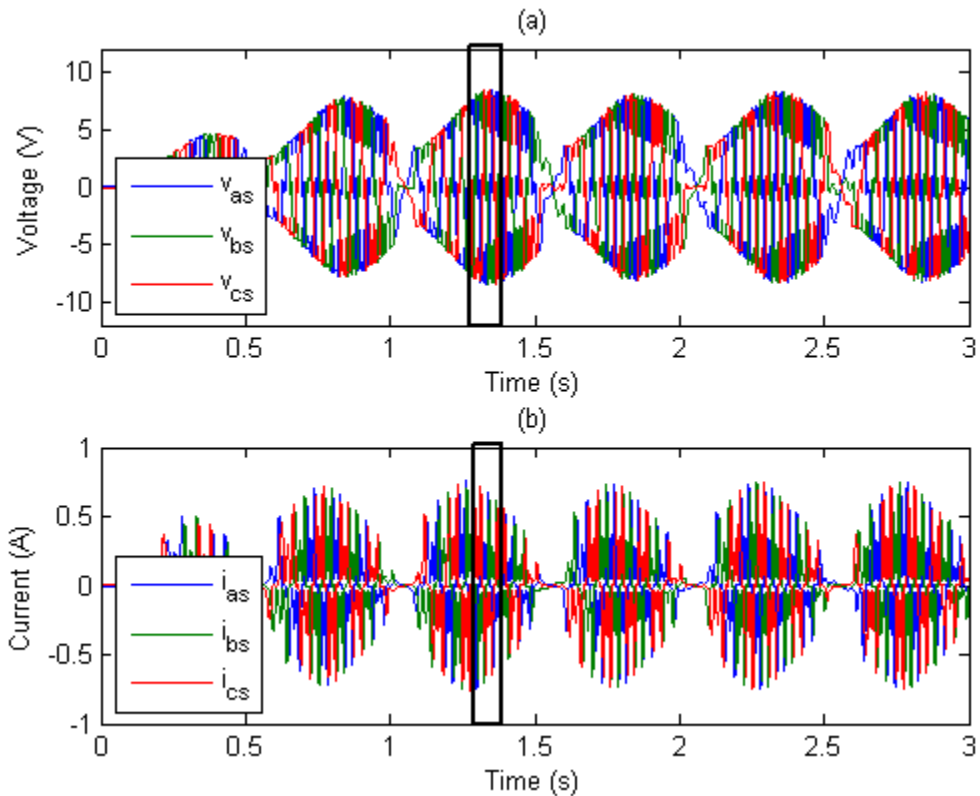 (a)
Voltage (V)
10
5
0
-5
-10
v_as
v_bs
v_cs
0 0.5 1 1.5 2 2.5 3
Time (s)
(b)
Current (A)
1
0.5
0
-0.5
-1
i_as
i_bs
i_cs
0 0.5 1 1.5 2 2.5 3
Time (s)